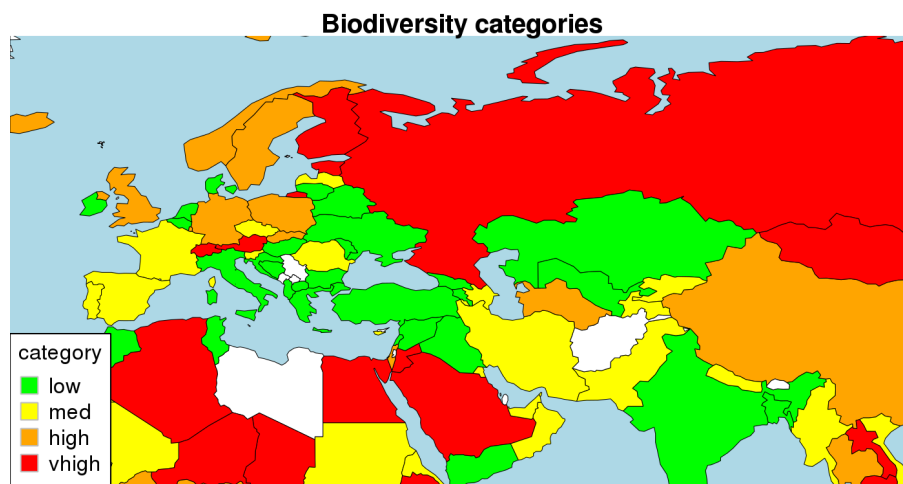 Biodiversity categories
category
low
med
high
vhigh